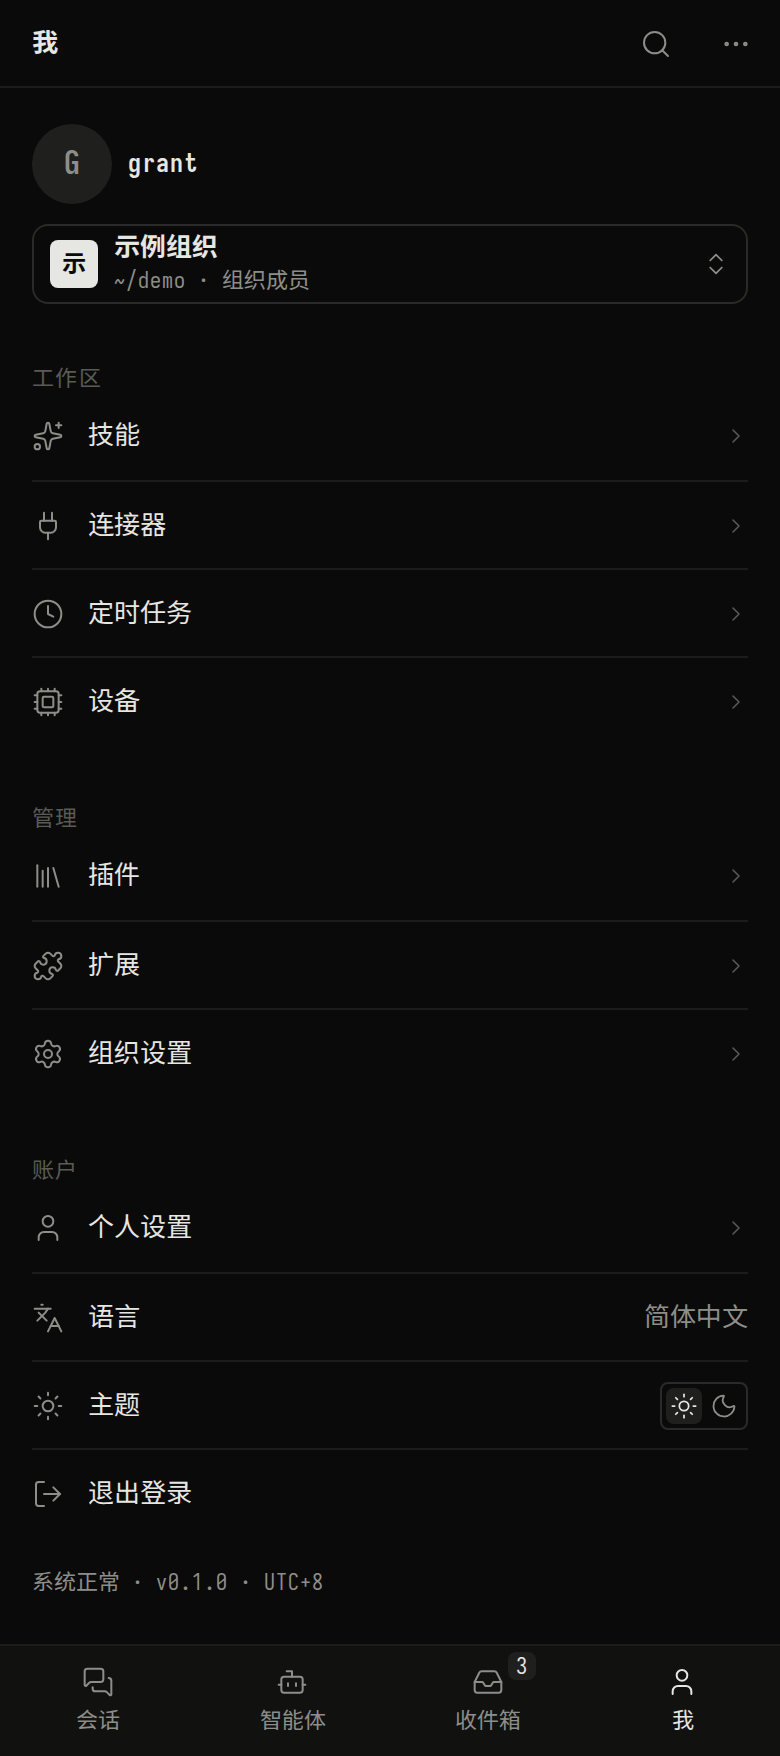 我
G
grant
示
示例组织
~/demo · 组织成员
工作区
技能
连接器
定时任务
设备
管理
插件
扩展
组织设置
账户
个人设置
语言
简体中文
主题
退出登录
系统正常 · v0.1.0 · UTC+8
3
会话
智能体
收件箱
我